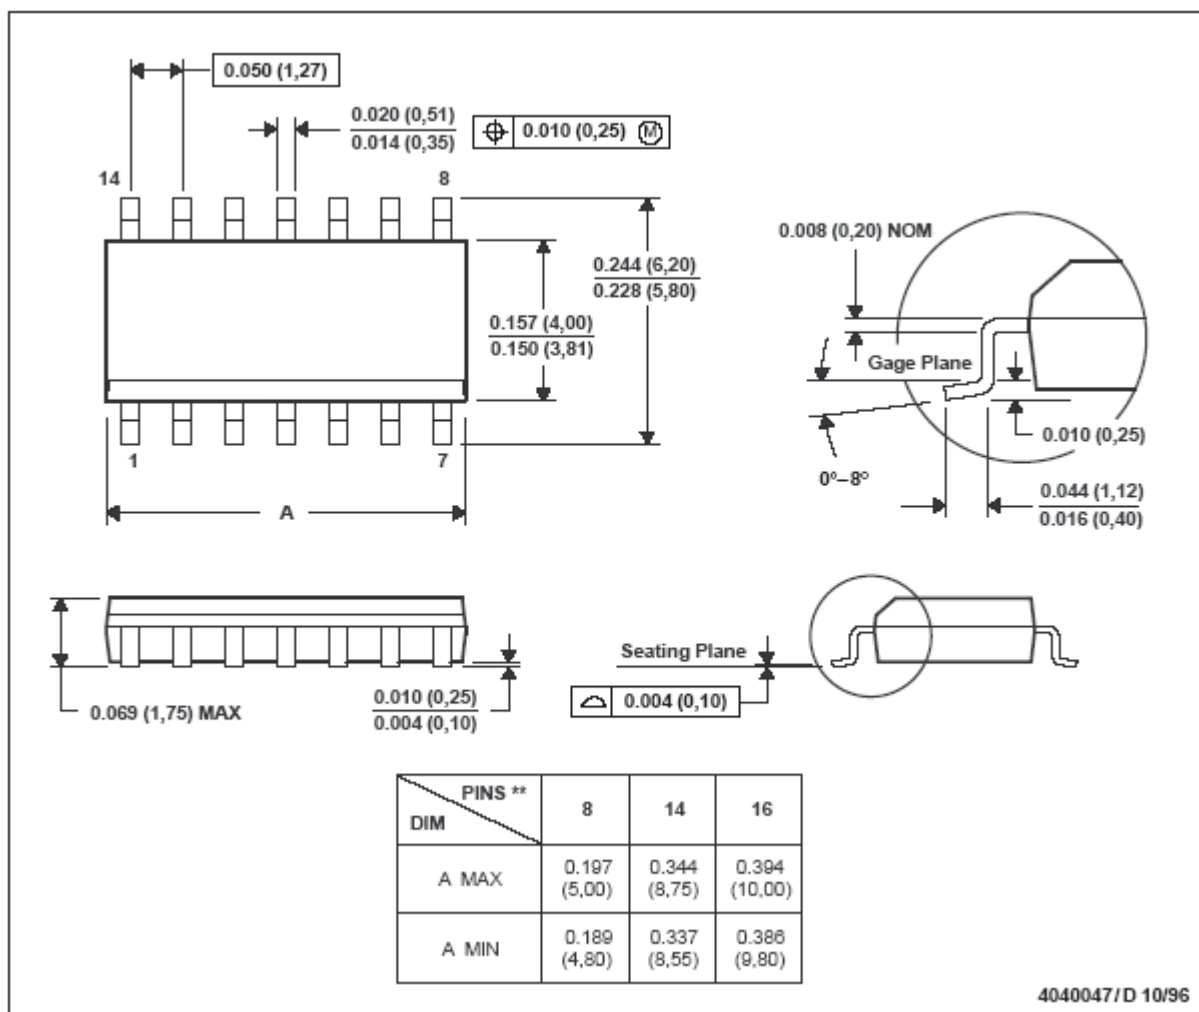 0.050 (1,27)
0.020 (0,51)
0.014 (0,35)
0.010 (0,25) Ⓜ
14
8
0.244 (6,20)
0.228 (5,80)
0.157 (4,00)
0.150 (3,81)
1
7
A
0.008 (0,20) NOM
Gage Plane
0.010 (0,25)
0°–8°
0.044 (1,12)
0.016 (0,40)
0.069 (1,75) MAX
0.010 (0,25)
0.004 (0,10)
Seating Plane
0.004 (0,10)
PINS **
DIM
8 14 16
A MAX
0.197 0.344 0.394
(5,00) (8,75) (10,00)
A MIN
0.189 0.337 0.386
(4,80) (8,55) (9,80)
4040047/D 10/96